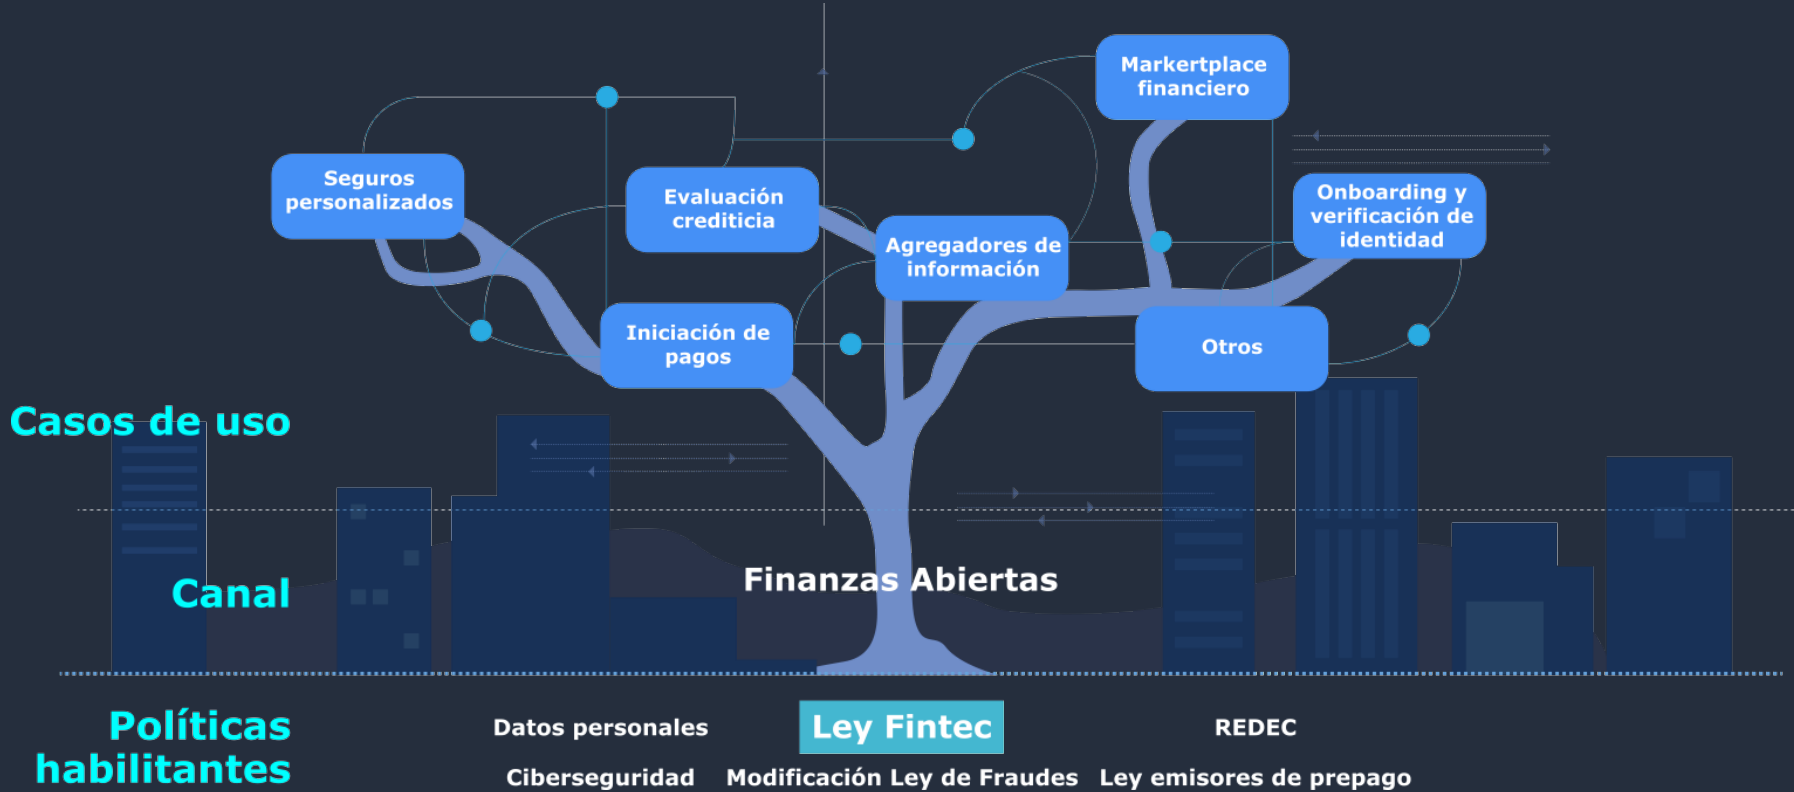 Markertplace
financiero
Seguros
personalizados
Evaluación
crediticia
Onboarding y
verificación de
identidad
Agregadores de
información
Iniciación de
pagos
Otros
Casos de uso
Canal
Finanzas Abiertas
Políticas
habilitantes
Datos personales
Ley Fintec
REDEC
Ciberseguridad
Modificación Ley de Fraudes
Ley emisores de prepago